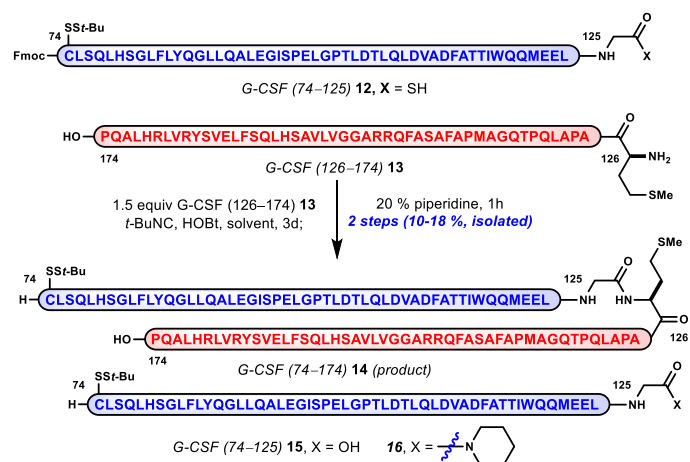 SSt-Bu
74 125 O
Fmoc CLSQLHSGLFLYQGLLQALEGISPELGPTLDTLQLDVADFATTIWQQMEEL NH X
G-CSF (74–125) 12, X = SH
HO PQALHRLVRYSVELFSQLHSAVLVGGARRQFASAFAPMAGQTPQLAPA O
174 126 NH2
G-CSF (126–174) 13
SMe
1.5 equiv G-CSF (126–174) 13 20 % piperidine, 1h
t-BuNC, HOBt, solvent, 3d; 2 steps (10-18 %, isolated)
SMe
SSt-Bu
74 125 O
H CLSQLHSGLFLYQGLLQALEGISPELGPTLDTLQLDVADFATTIWQQMEEL NH HN
O
HO PQALHRLVRYSVELFSQLHSAVLVGGARRQFASAFAPMAGQTPQLAPA 126
174
G-CSF (74–174) 14 (product)
SSt-Bu
74 125 O
H CLSQLHSGLFLYQGLLQALEGISPELGPTLDTLQLDVADFATTIWQQMEEL NH X
G-CSF (74–125) 15, X = OH 16, X = N